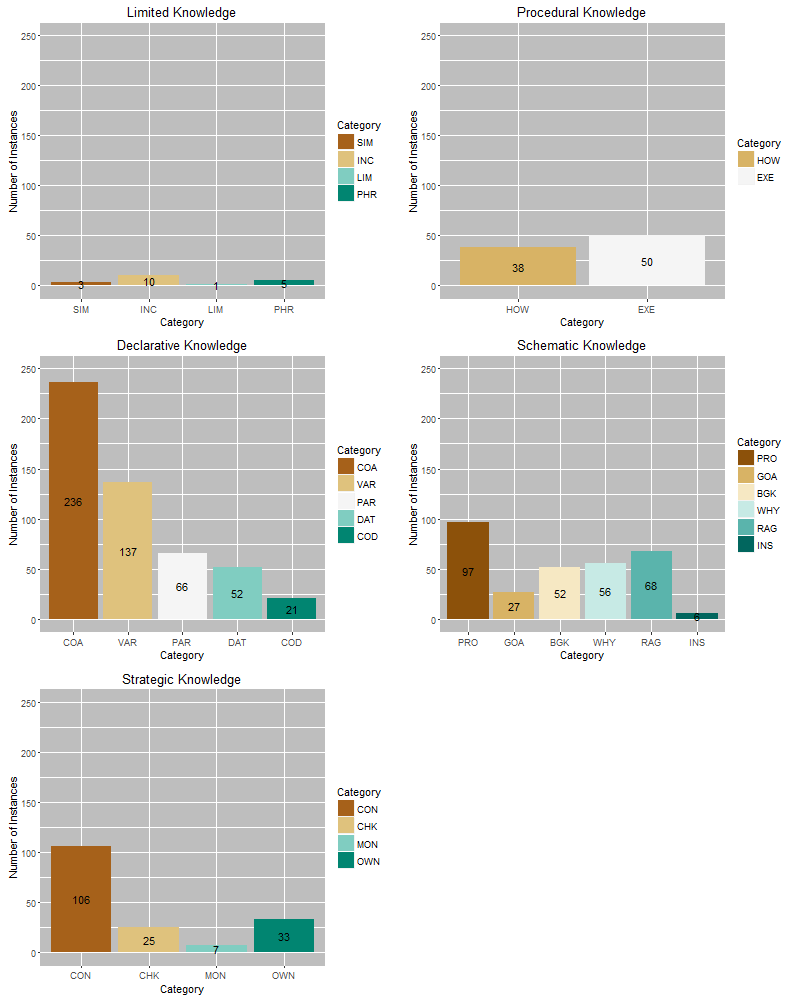 Limited Knowledge
250
200
150
100
50
0
Number of Instances
3
10
1
5
SIM INC LIM PHR
Category
Category
SIM
INC
LIM
PHR
Procedural Knowledge
250
200
150
100
50
0
Number of Instances
38
50
HOW EXE
Category
Category
HOW
EXE
Declarative Knowledge
250
200
150
100
50
0
Number of Instances
236
137
66
52
21
COA VAR PAR DAT COD
Category
Category
COA
VAR
PAR
DAT
COD
Schematic Knowledge
250
200
150
100
50
0
Number of Instances
97
27
52
56
68
6
PRO GOA BGK WHY RAG INS
Category
Category
PRO
GOA
BGK
WHY
RAG
INS
Strategic Knowledge
250
200
150
100
50
0
Number of Instances
106
25
7
33
CON CHK MON OWN
Category
Category
CON
CHK
MON
OWN